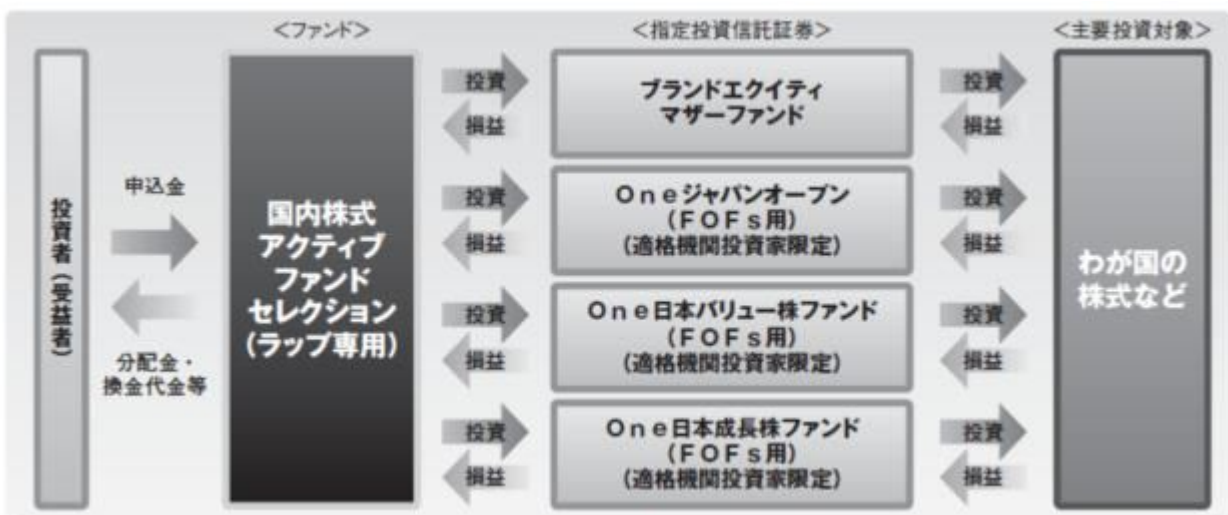 <ファンド>
<指定投資信託証券>
<主要投資対象>
投資者(受益者)
申込金
分配金・
換金代金等
国内株式
アクティブ
ファンド
セレクション
(ラップ専用)
投資
損益
ブランドエクイティ
マザーファンド
投資
損益
投資
損益
Oneジャパンオープン
(FOFs用)
(適格機関投資家限定)
投資
損益
投資
損益
One日本バリュー株ファンド
(FOFs用)
(適格機関投資家限定)
投資
損益
投資
損益
One日本成長株ファンド
(FOFs用)
(適格機関投資家限定)
投資
損益
わが国の
株式など